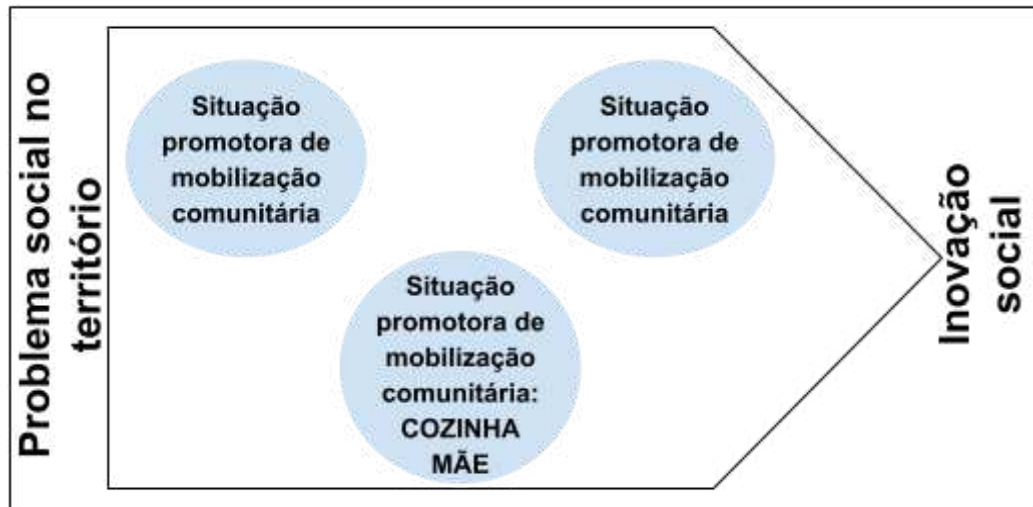 Problema social no
território
Situação
promotora de
mobilização
comunitária
Situação
promotora de
mobilização
comunitária
Situação
promotora de
mobilização
comunitária:
COZINHA
MÃE
Inovação
social